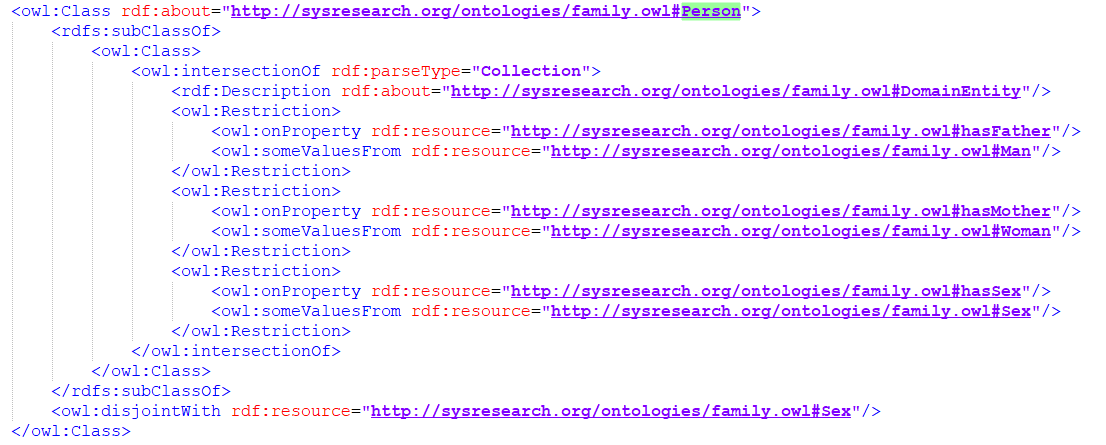 <owl:Class rdf:about="http://sysresearch.org/ontologies/family.owl#Person">
<rdfs:subClassOf>
<owl:Class>
<owl:intersectionOf rdf:parseType="Collection">
<rdf:Description rdf:about="http://sysresearch.org/ontologies/family.owl#DomainEntity"/>
<owl:Restriction>
<owl:onProperty rdf:resource="http://sysresearch.org/ontologies/family.owl#hasFather"/>
<owl:someValuesFrom rdf:resource="http://sysresearch.org/ontologies/family.owl#Man"/>
</owl:Restriction>
<owl:Restriction>
<owl:onProperty rdf:resource="http://sysresearch.org/ontologies/family.owl#hasMother"/>
<owl:someValuesFrom rdf:resource="http://sysresearch.org/ontologies/family.owl#Woman"/>
</owl:Restriction>
<owl:Restriction>
<owl:onProperty rdf:resource="http://sysresearch.org/ontologies/family.owl#hasSex"/>
<owl:someValuesFrom rdf:resource="http://sysresearch.org/ontologies/family.owl#Sex"/>
</owl:Restriction>
</owl:intersectionOf>
</owl:Class>
</rdfs:subClassOf>
<owl:disjointWith rdf:resource="http://sysresearch.org/ontologies/family.owl#Sex"/>
</owl:Class>